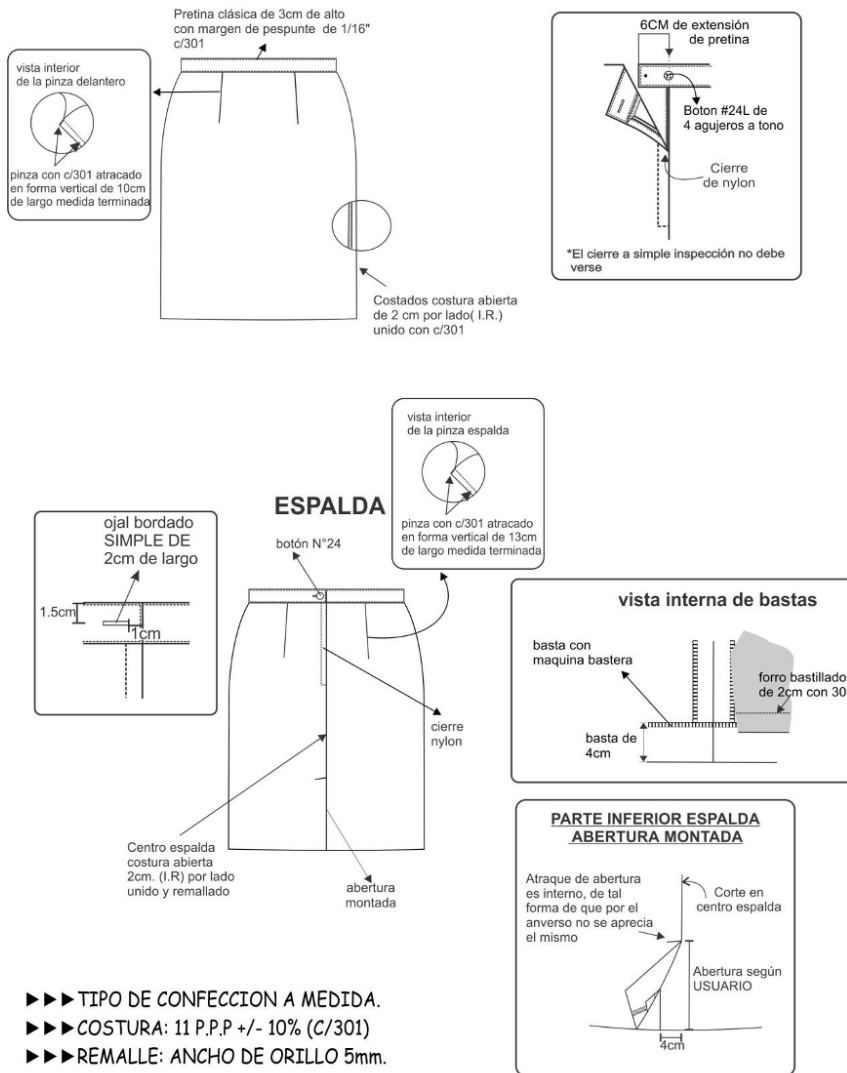 Pretina clásica de 3cm de alto
con margen de pespunte de 1/16"
c/301
vista interior
de la pinza delantero
pinza con c/301 atracado
en forma vertical de 10cm
de largo medida terminada
Costados costura abierta
de 2 cm por lado( I.R.)
unido con c/301
6CM de extensión
de pretina
Boton #24L de
4 agujeros a tono
Cierre
de nylon
*El cierre a simple inspección no debe
verse
vista interior
de la pinza espalda
pinza con c/301 atracado
en forma vertical de 13cm
de largo medida terminada
ESPALDA
botón N°24
ojal bordado
SIMPLE DE
2cm de largo
1.5cm
1cm
cierre
nylon
Centro espalda
costura abierta
2cm. (I.R) por lado
unido y remallado
abertura
montada
vista interna de bastas
basta con
maquina bastera
forro bastillado
de 2cm con 30
basta de
4cm
PARTE INFERIOR ESPALDA
ABERTURA MONTADA
Atraque de abertura
es interno, de tal
forma de que por el
anverso no se aprecia
el mismo
Corte en
centro espalda
Abertura según
USUARIO
4cm
►►►TIPO DE CONFECCION A MEDIDA.
►►►COSTURA: 11 P.P.P +/- 10% (C/301)
►►►REMALLE: ANCHO DE ORILLO 5mm.